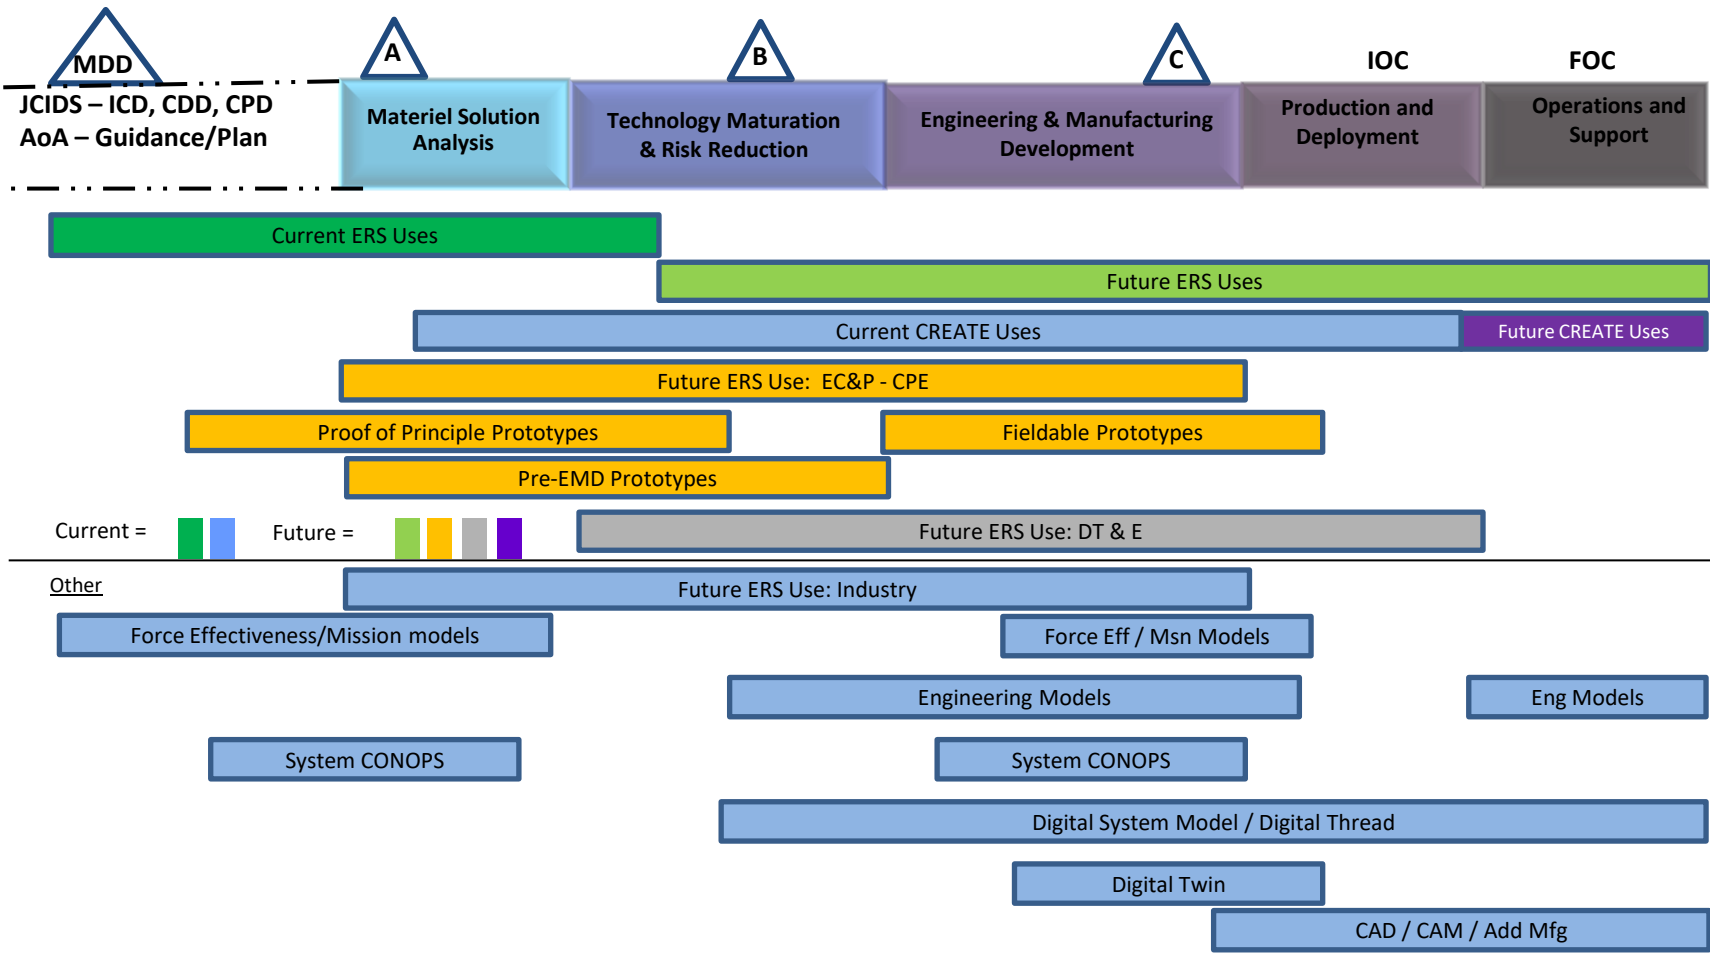 MDD
A
B
C
IOC
FOC
JCIDS – ICD, CDD, CPD
AoA – Guidance/Plan
Materiel Solution
Analysis
Technology Maturation
& Risk Reduction
Engineering & Manufacturing
Development
Production and
Deployment
Operations and
Support
Current ERS Uses
Future ERS Uses
Current CREATE Uses
Future CREATE Uses
Future ERS Use:  EC&P - CPE
Proof of Principle Prototypes
Fieldable Prototypes
Pre-EMD Prototypes
Current =
Future =
Future ERS Use: DT & E
Other
Future ERS Use: Industry
Force Effectiveness/Mission models
Force Eff / Msn Models
Engineering Models
Eng Models
System CONOPS
System CONOPS
Digital System Model / Digital Thread
Digital Twin
CAD / CAM / Add Mfg